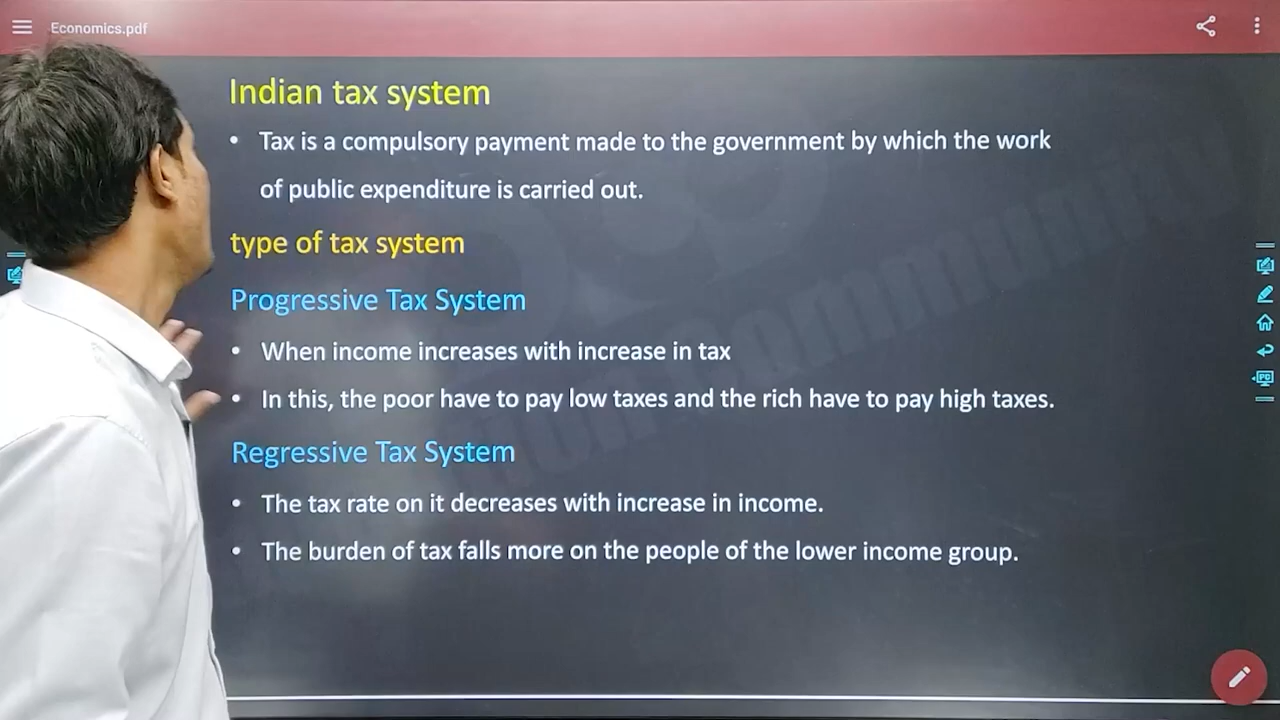 Economics.pdf
Indian tax system
• Tax is a compulsory payment made to the government by which the work
of public expenditure is carried out.
type of tax system
Progressive Tax System
• When income increases with increase in tax
• In this, the poor have to pay low taxes and the rich have to pay high taxes.
Regressive Tax System
• The tax rate on it decreases with increase in income.
• The burden of tax falls more on the people of the lower income group.
PC